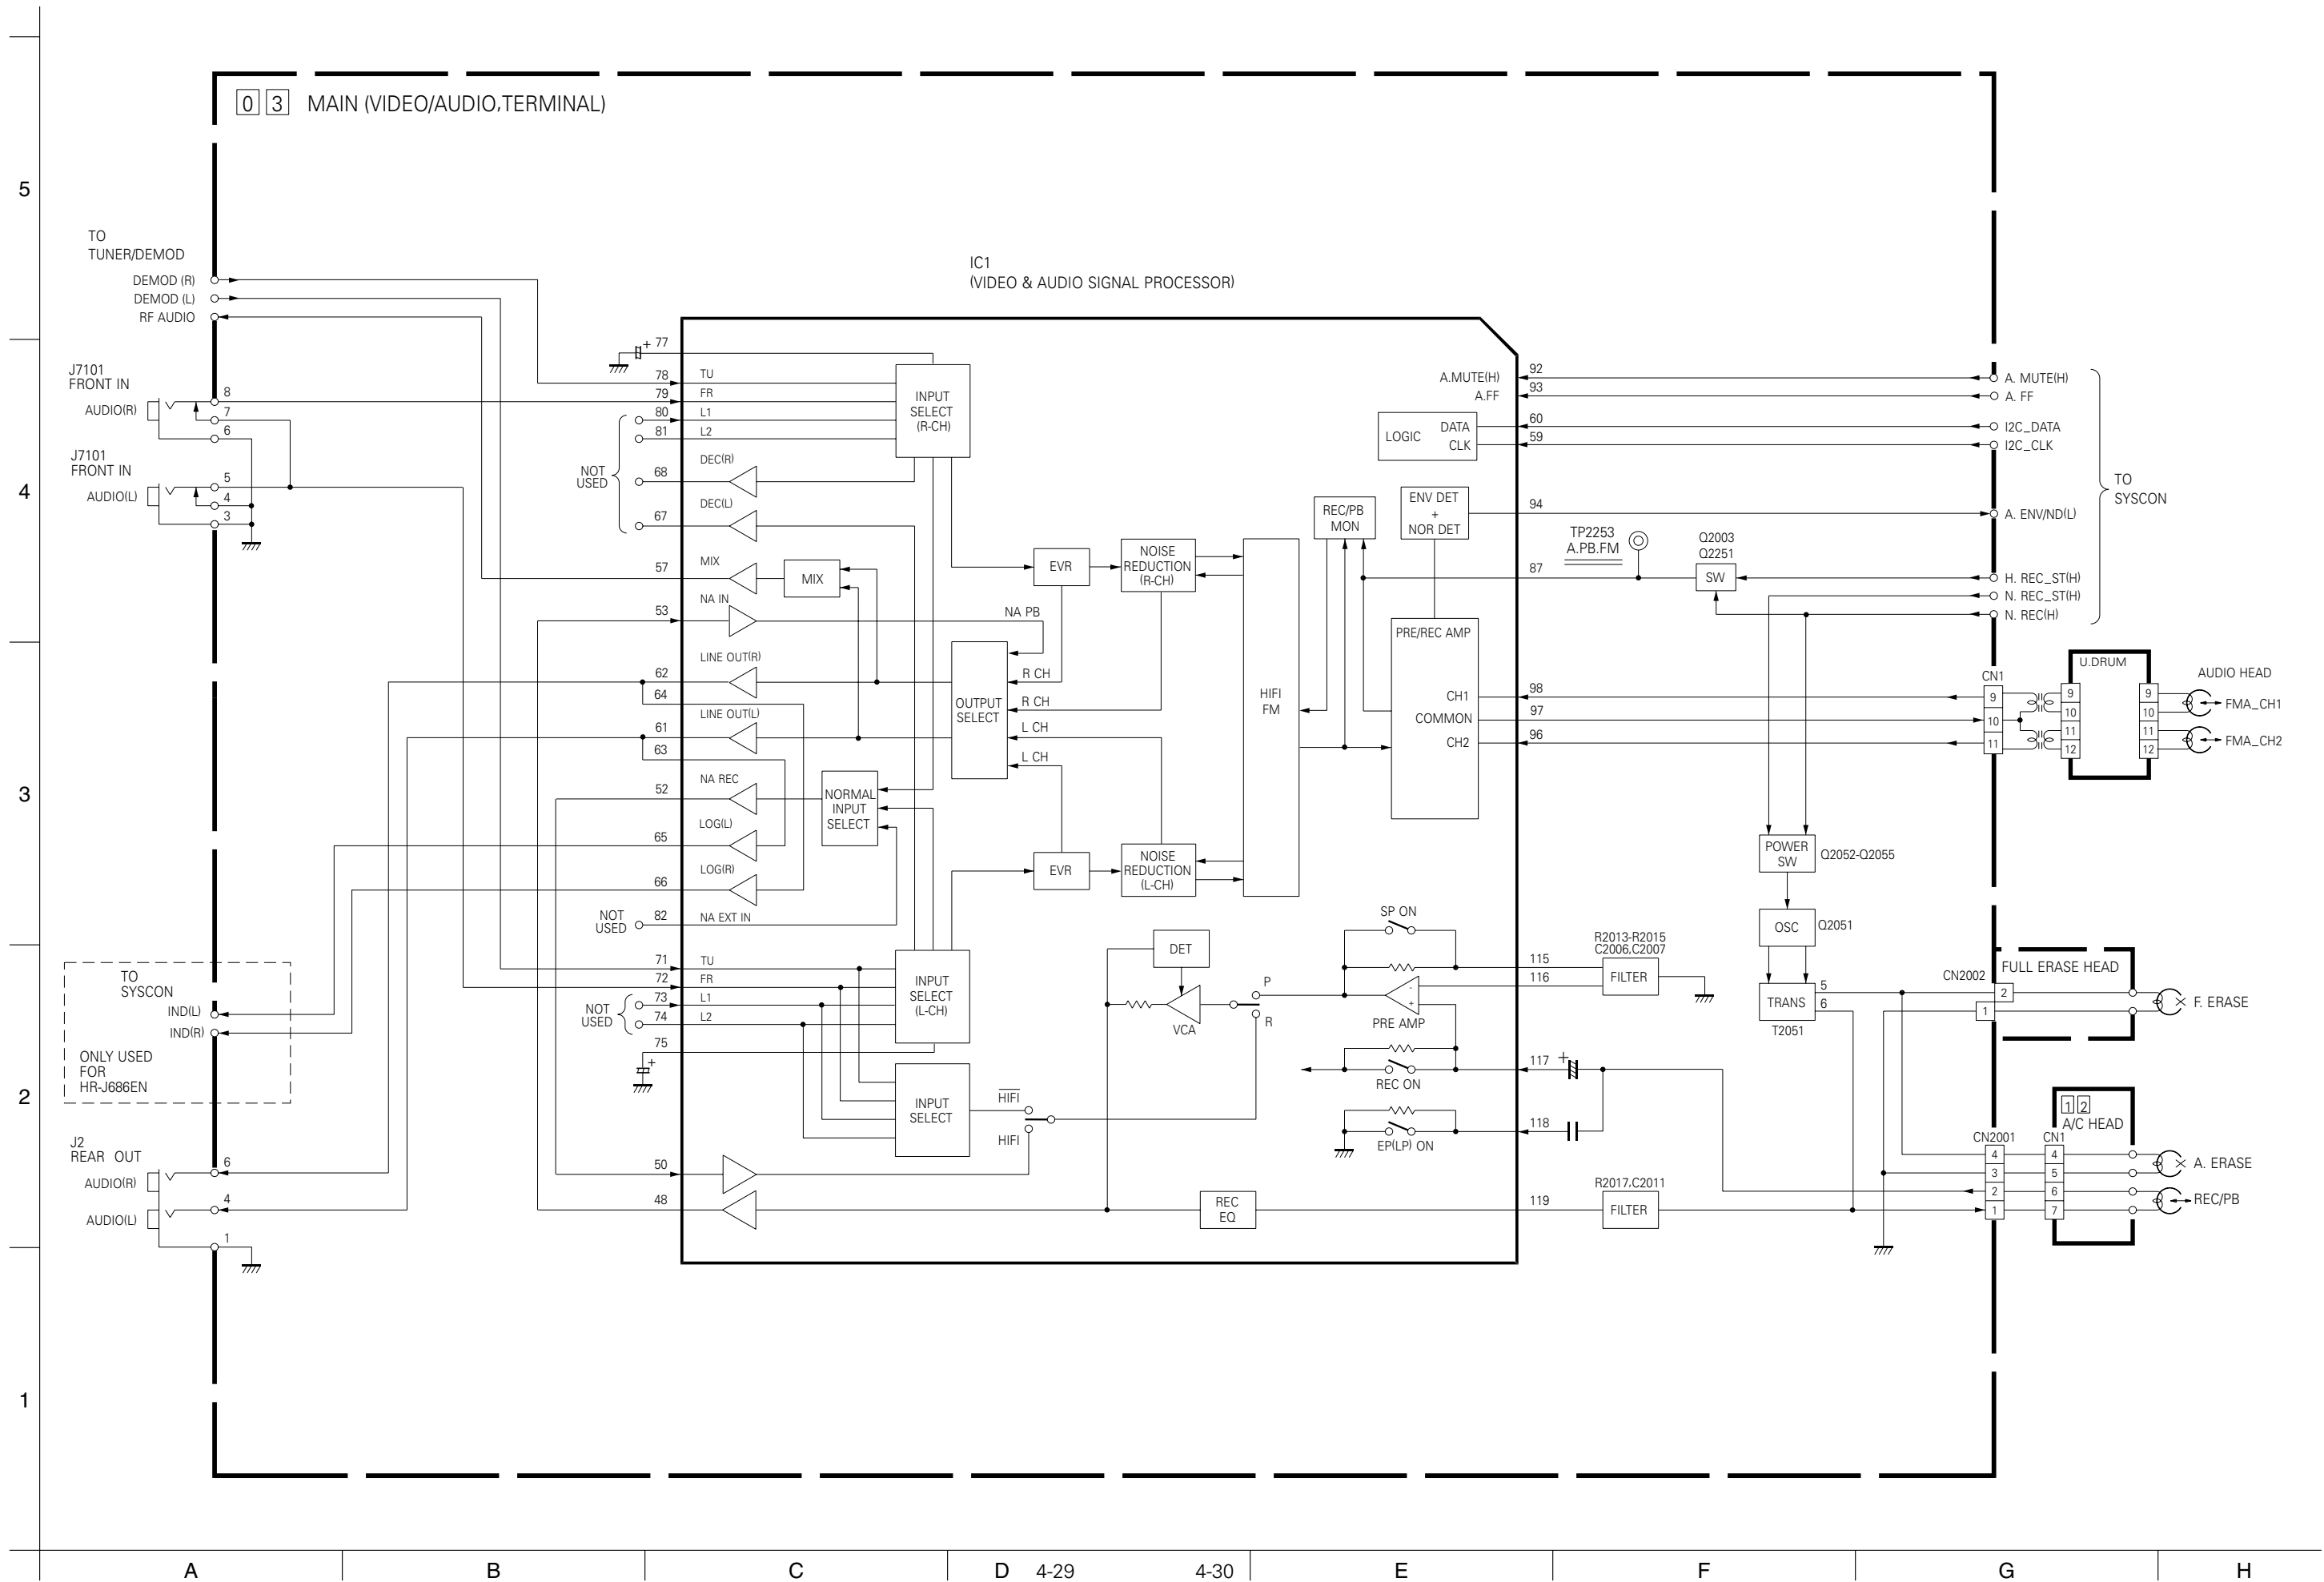 0 3 MAIN (VIDEO/AUDIO,TERMINAL)
5
TO
TUNER/DEMOD
DEMOD (R)
DEMOD (L)
RF AUDIO
IC1
(VIDEO & AUDIO SIGNAL PROCESSOR)
J7101
FRONT IN
AUDIO(R)
8
7
6
J7101
FRONT IN
AUDIO(L)
5
4
3
4
+ 77
78 TU
79 FR
80 L1
81 L2
INPUT
SELECT
(R-CH)
NOT
USED
68 DEC(R)
67 DEC(L)
57 MIX
MIX
53 NA IN
NA PB
EVR
NOISE
REDUCTION
(R-CH)
REC/PB
MON
ENV DET
+
NOR DET
A.MUTE(H) 92
A.FF 93
LOGIC
DATA 60
CLK 59
94
87
TP2253
A.PB.FM
Q2003
Q2251
SW
A. MUTE(H)
A. FF
I2C_DATA
I2C_CLK
A. ENV/ND(L)
H. REC_ST(H)
N. REC_ST(H)
N. REC(H)
TO
SYSCON
3
62 LINE OUT(R)
64
61 LINE OUT(L)
63
52 NA REC
65 LOG(L)
66 LOG(R)
NOT
USED
82 NA EXT IN
NORMAL
INPUT
SELECT
OUTPUT
SELECT
R CH
R CH
L CH
L CH
EVR
NOISE
REDUCTION
(L-CH)
HIFI
FM
PRE/REC AMP
CH1 98
COMMON 97
CH2 96
CN1
9
10
11
U.DRUM
9
10
11
12
9
10
11
12
AUDIO HEAD
FMA_CH1
FMA_CH2
POWER
SW
Q2052-Q2055
OSC
Q2051
TRANS
T2051
5
6
2
TO
SYSCON
IND(L)
IND(R)
ONLY USED
FOR
HR-J686EN
71 TU
72 FR
73 L1
74 L2
NOT
USED
75
+
INPUT
SELECT
(L-CH)
INPUT
SELECT
HIFI
HIFI
DET
VCA
P
R
SP ON
-
+
PRE AMP
REC ON
EP(LP) ON
115
116
117
118
119
+
R2013-R2015
C2006,C2007
FILTER
R2017,C2011
FILTER
CN2002
2
1
FULL ERASE HEAD
F. ERASE
1 2
A/C HEAD
CN2001
4
3
2
1
CN1
4
5
6
7
A. ERASE
REC/PB
J2
REAR OUT
AUDIO(R)
AUDIO(L)
6
4
1
50
48
REC
EQ
1
A
B
C
D
4-29
4-30
E
F
G
H